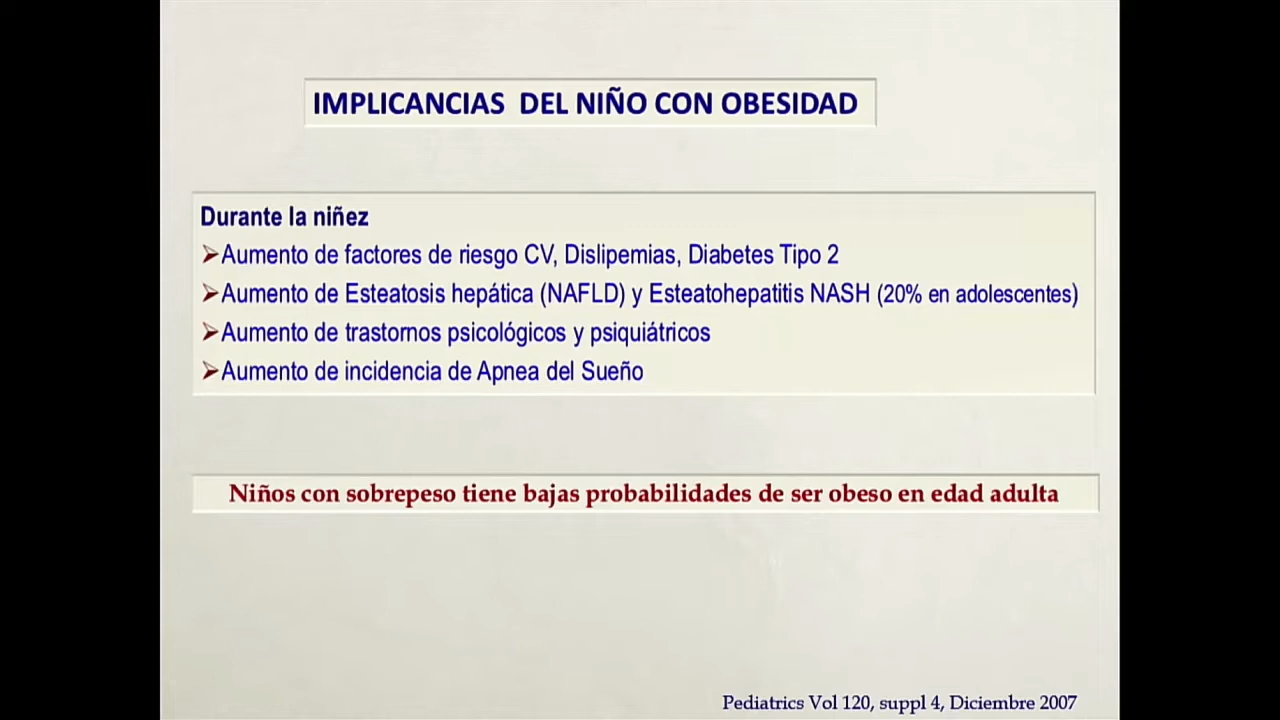 IMPLICANCIAS DEL NIÑO CON OBESIDAD
Durante la niñez
➢Aumento de factores de riesgo CV, Dislipemias, Diabetes Tipo 2
➢Aumento de Esteatosis hepática (NAFLD) y Esteatohepatitis NASH (20% en adolescentes)
➢Aumento de trastornos psicológicos y psiquiátricos
➢Aumento de incidencia de Apnea del Sueño
Niños con sobrepeso tiene bajas probabilidades de ser obeso en edad adulta
Pediatrics Vol 120, suppl 4, Diciembre 2007